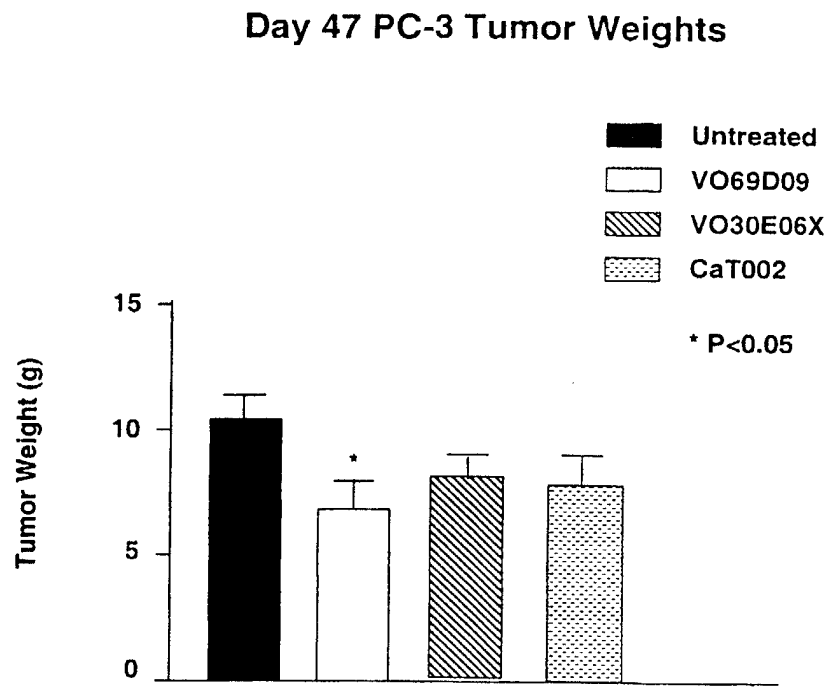 Day 47 PC-3 Tumor Weights
Untreated
VO69D09
VO30E06X
CaT002
* P<0.05
15
10
5
0
Tumor Weight (g)
*